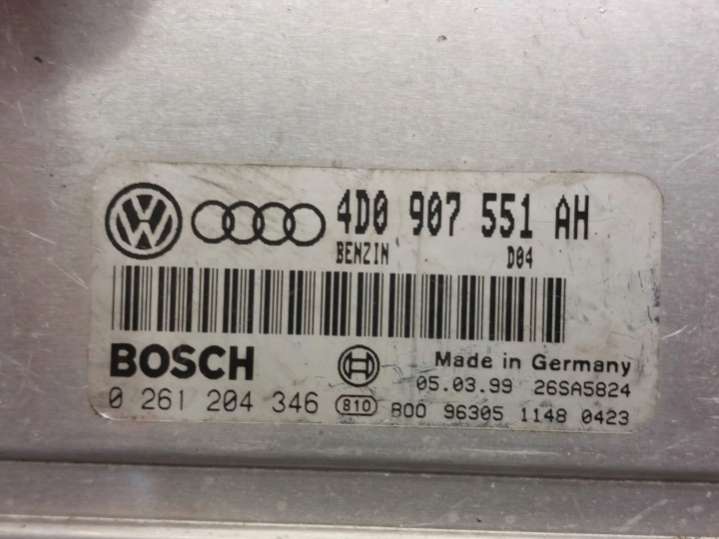 4D0 907 551 AH
BENZIN D04
BOSCH
Made in Germany
05.03.99 26SA5824
0 261 204 346 810 800 96305 1148 0423